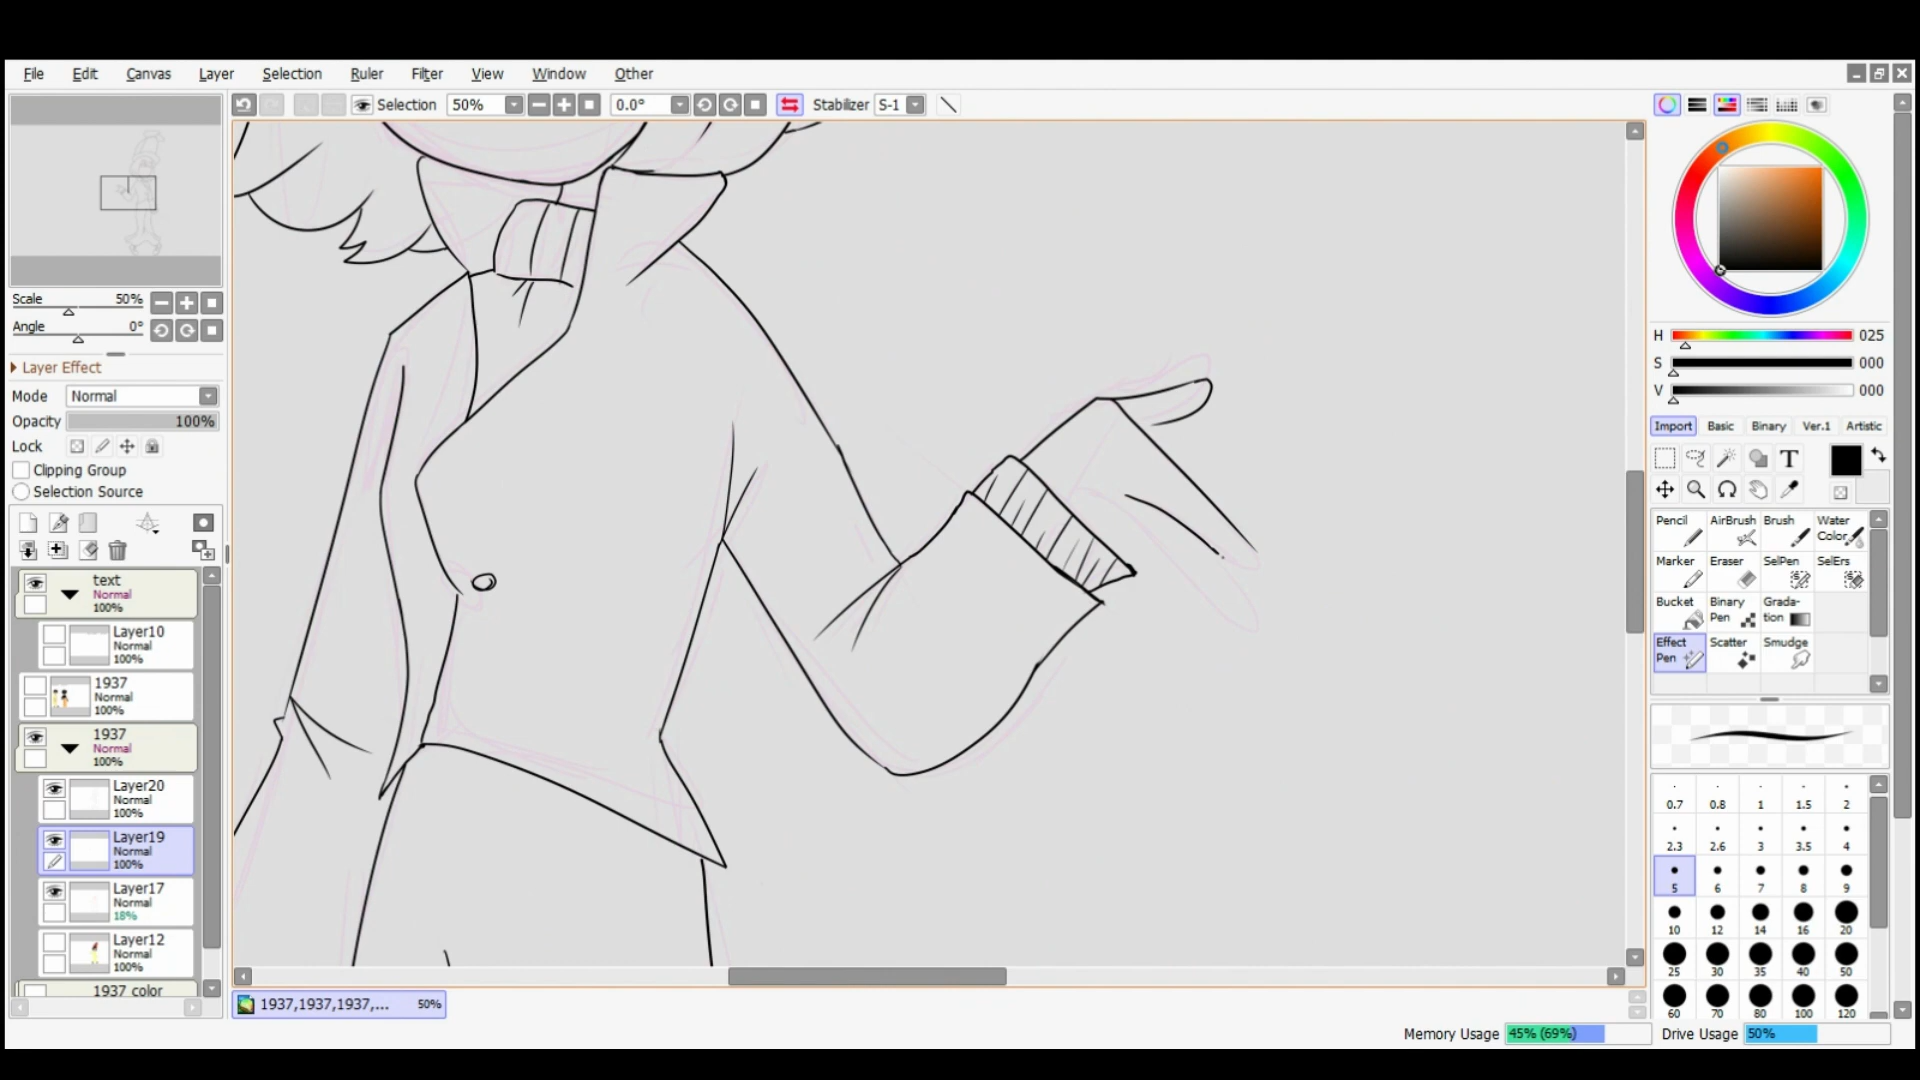 File Edit Canvas Layer Selection Ruler Filter View Window Other
Selection 50% 0.0° Stabilizer S-1
Scale 50%
Angle 0°
Layer Effect
Mode Normal
Opacity 100%
Lock
Clipping Group
Selection Source
text
Normal
100%
Layer10
Normal
100%
1937
Normal
100%
1937
Normal
100%
Layer20
Normal
100%
Layer19
Normal
100%
Layer17
Normal
18%
Layer12
Normal
100%
1937 color
1937,1937,1937,... 50%
H 025
S 000
V 000
Import Basic Binary Ver.1 Artistic
T
Pencil AirBrush Brush Water Color
Marker Eraser SelPen SelErs
Bucket Binary Pen Grada-tion
Effect Pen Scatter Smudge
0.7 0.8 1 1.5 2
2.3 2.6 3 3.5 4
5 6 7 8 9
10 12 14 16 20
25 30 35 40 50
60 70 80 100 120
Memory Usage 45% (69%) Drive Usage 50%